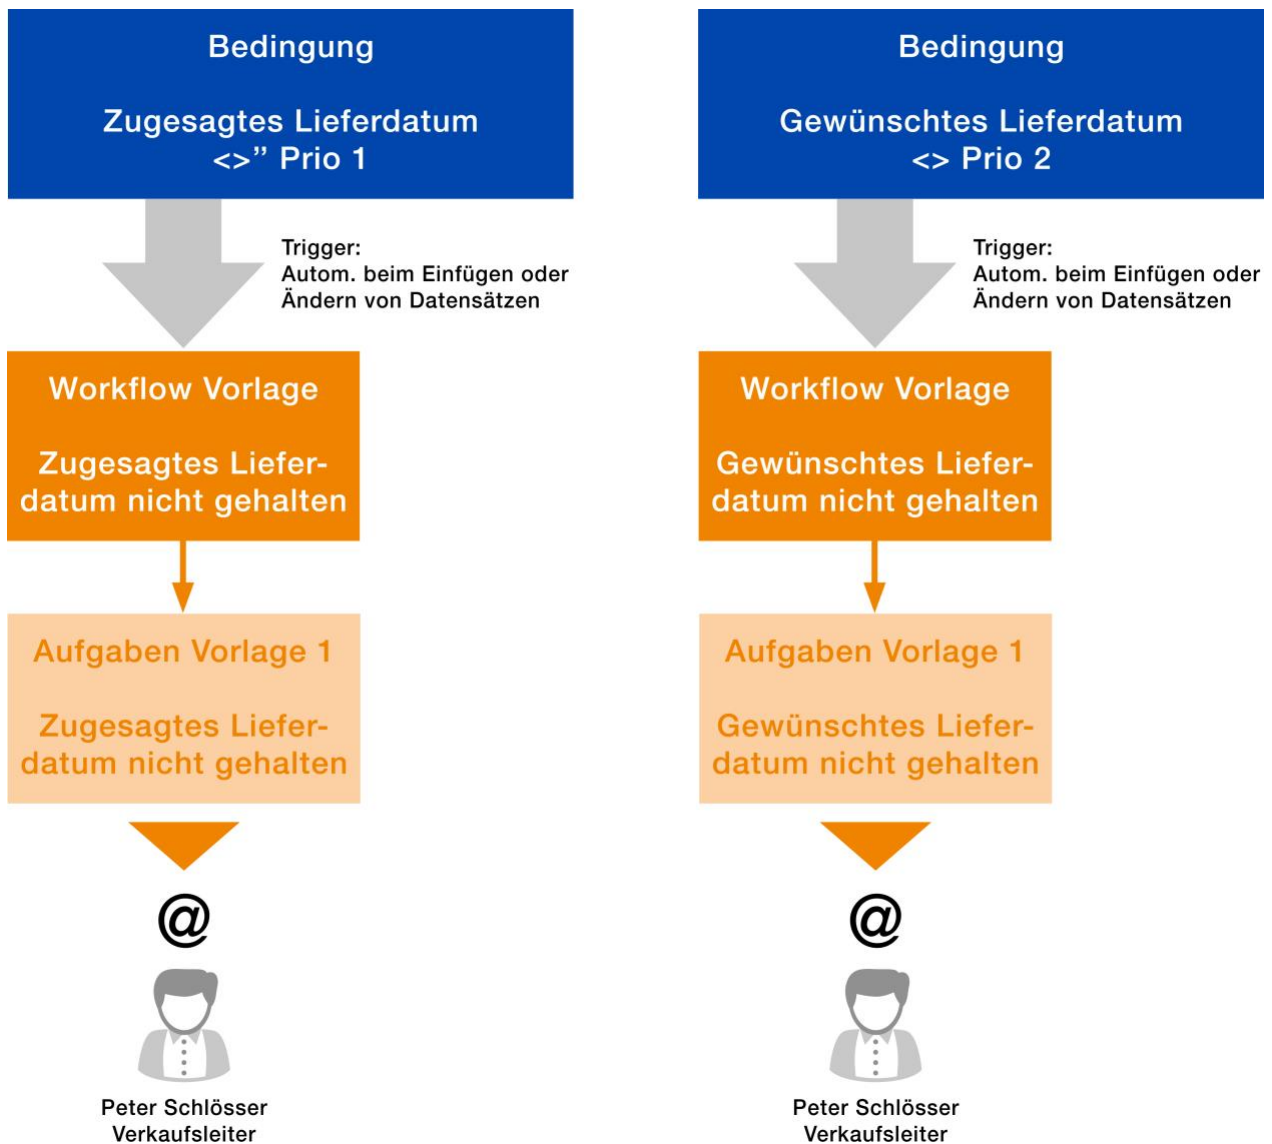 Bedingung
Zugesagtes Lieferdatum
<>” Prio 1
Trigger:
Autom. beim Einfügen oder
Ändern von Datensätzen
Workflow Vorlage
Zugesagtes Liefer-
datum nicht gehalten
Aufgaben Vorlage 1
Zugesagtes Liefer-
datum nicht gehalten
@
Peter Schlösser
Verkaufsleiter
Bedingung
Gewünschtes Lieferdatum
<> Prio 2
Trigger:
Autom. beim Einfügen oder
Ändern von Datensätzen
Workflow Vorlage
Gewünschtes Liefer-
datum nicht gehalten
Aufgaben Vorlage 1
Gewünschtes Liefer-
datum nicht gehalten
@
Peter Schlösser
Verkaufsleiter